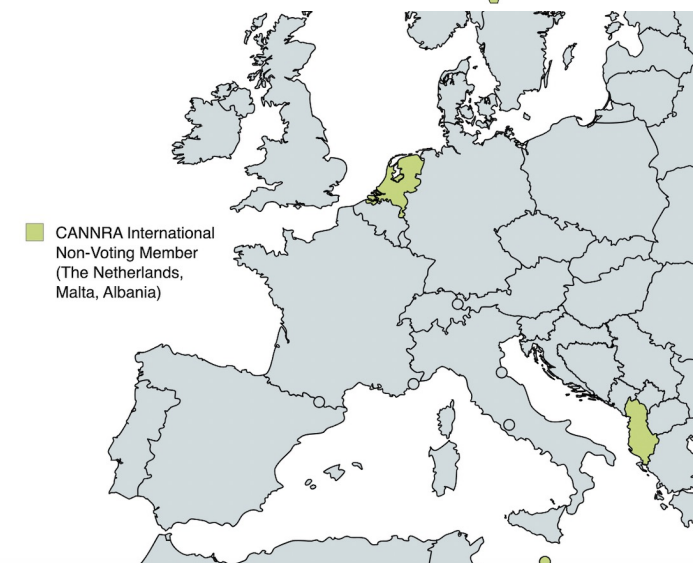 CANNRA International
Non-Voting Member
(The Netherlands,
Malta, Albania)